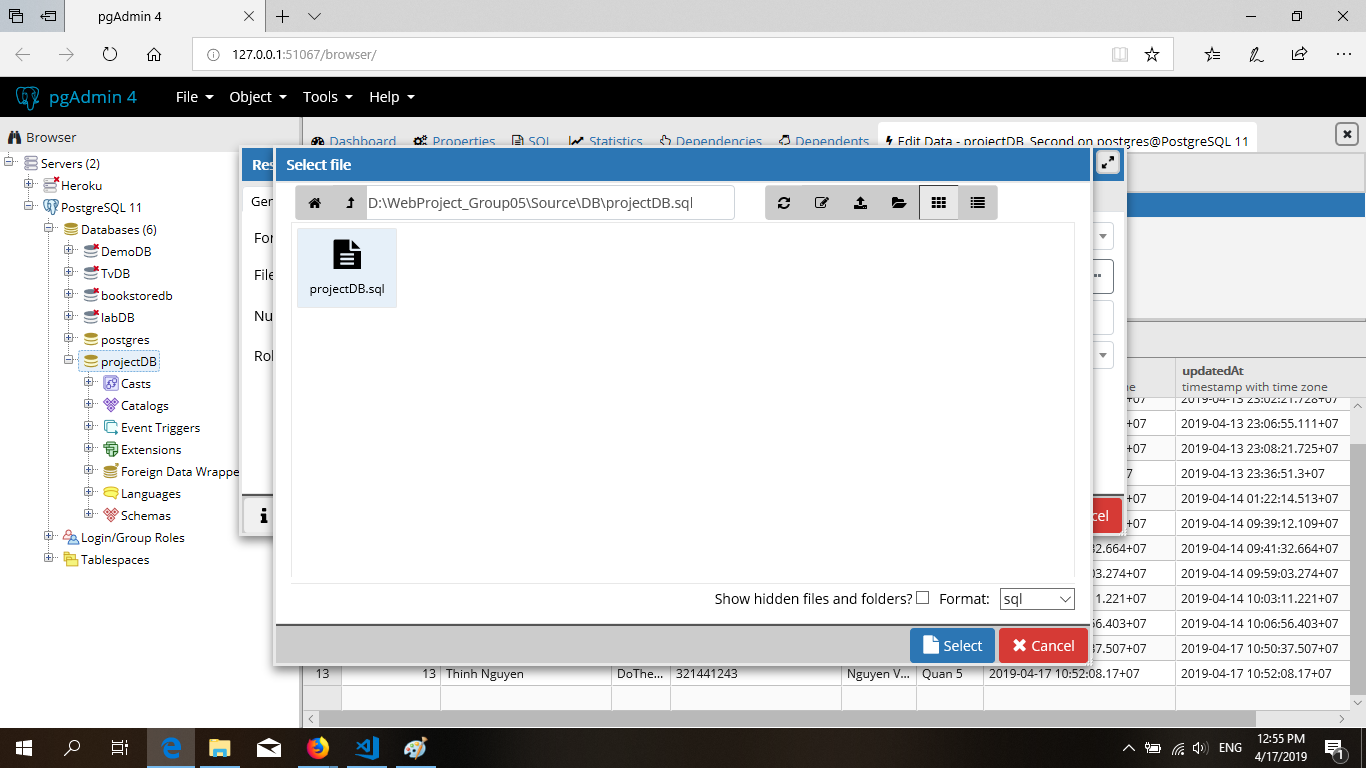 pgAdmin 4
127.0.0.1:51067/browser/
pgAdmin 4 File Object Tools Help
Browser
Dashboard Properties SQL Statistics Dependencies Dependents Edit Data - projectDB_Second on postgres@PostgreSQL 11
Servers (2)
Heroku
PostgreSQL 11
Databases (6)
DemoDB
TvDB
bookstoredb
labDB
postgres
projectDB
Casts
Catalogs
Event Triggers
Extensions
Foreign Data Wrappe
Languages
Schemas
Login/Group Roles
Tablespaces
Res
Ger
For
File
Nu
Rol
cel
Select file
D:\WebProject_Group05\Source\DB\projectDB.sql
projectDB.sql
Show hidden files and folders? Format: sql
Select Cancel
updatedAt
ne timestamp with time zone
+07 2019-04-13 23:02:21.728+07
+07 2019-04-13 23:06:55.111+07
+07 2019-04-13 23:08:21.725+07
7 2019-04-13 23:36:51.3+07
+07 2019-04-14 01:22:14.513+07
+07 2019-04-14 09:39:12.109+07
32.664+07 2019-04-14 09:41:32.664+07
03.274+07 2019-04-14 09:59:03.274+07
1.221+07 2019-04-14 10:03:11.221+07
56.403+07 2019-04-14 10:06:56.403+07
37.507+07 2019-04-17 10:50:37.507+07
13 13 Thinh Nguyen DoThe... 321441243 Nguyen V... Quan 5 2019-04-17 10:52:08.17+07 2019-04-17 10:52:08.17+07
ENG
12:55 PM
4/17/2019
1